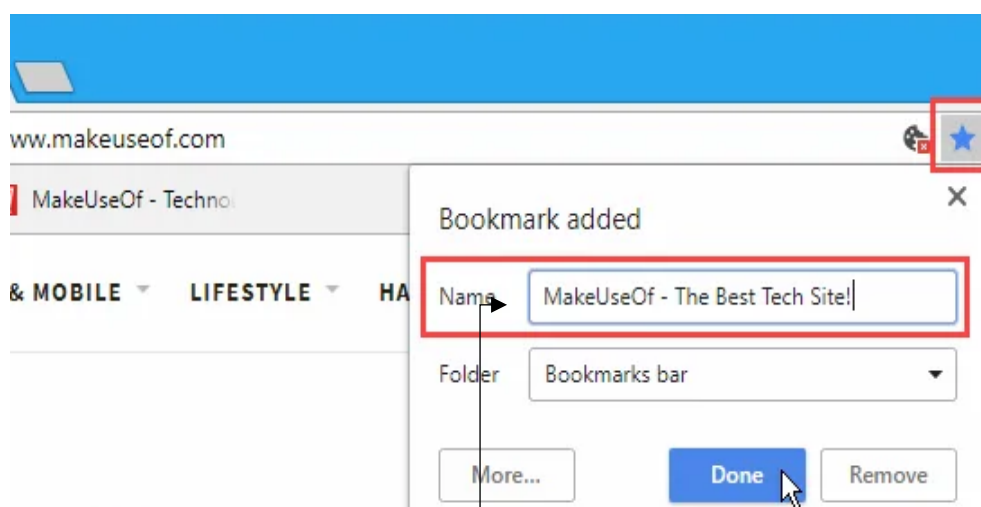 ww.makeuseof.com
MakeUseOf - Techno
Bookmark added
& MOBILE LIFESTYLE HA
Name MakeUseOf - The Best Tech Site!
Folder Bookmarks bar
More... Done Remove